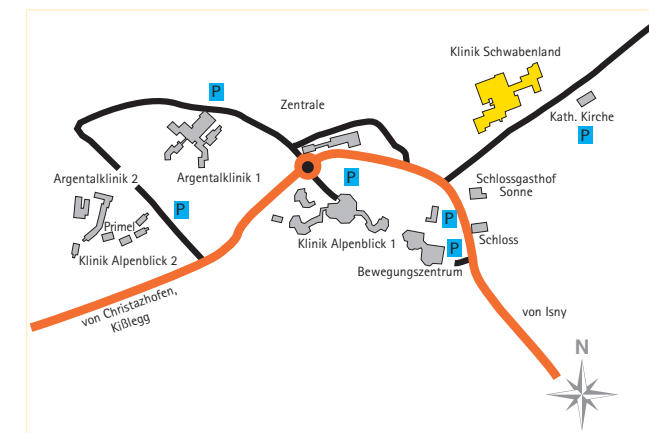 Klinik Schwabenland
P
Zentrale
Kath. Kirche
P
Argentalklinik 2
Argentalklinik 1
P
Schlossgasthof
Sonne
P
Primel
P
Schloss
Klinik Alpenblick 1
P
Klinik Alpenblick 2
Bewegungszentrum
von Christazhofen,
Kißlegg
von Isny
N